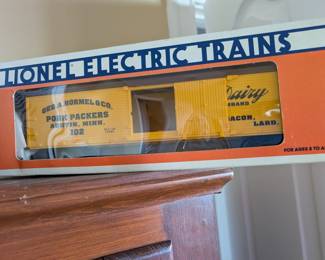 LIONEL ELECTRIC TRAINS
GEO. A. HORMEL & CO.
PORK PACKERS
AUSTIN, MINN.
102
Dairy
BRAND
BACON,
LARD.
FOR AGES 8 TO A